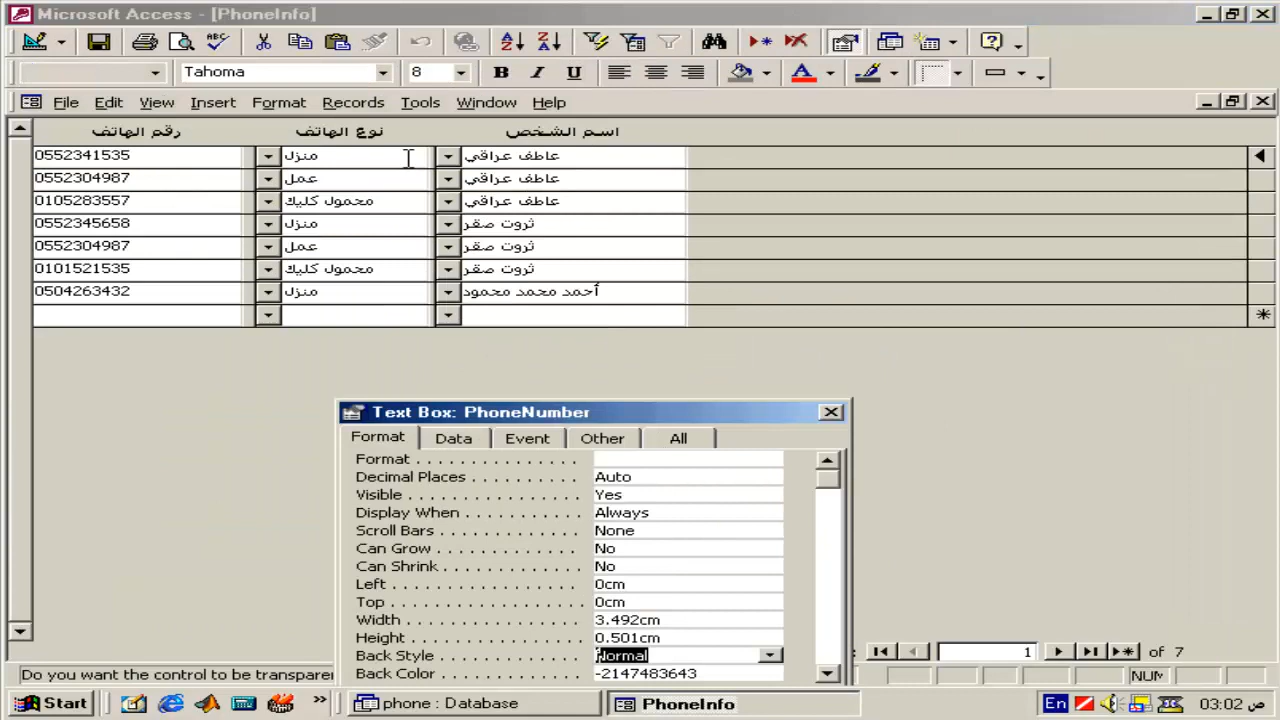 Microsoft Access - [PhoneInfo]
Tahoma 8 B I U A
File Edit View Insert Format Records Tools Window Help
اسم الشخص نوع الهاتف رقم الهاتف
عاطف عراقي منزل 0552341535
عاطف عراقي عمل 0552304987
عاطف عراقي محمول كليك 0105283557
ثروت صقر منزل 0552345658
ثروت صقر عمل 0552304987
ثروت صقر محمول كليك 0101521535
أحمد محمد محمود منزل 0504263432
Text Box: PhoneNumber
Format Data Event Other All
Format . . . . . . . . . . . . . . .
Decimal Places . . . . . . . . . Auto
Visible . . . . . . . . . . . . . . . . Yes
Display When . . . . . . . . . . Always
Scroll Bars . . . . . . . . . . . . . None
Can Grow . . . . . . . . . . . . . No
Can Shrink . . . . . . . . . . . . . No
Left . . . . . . . . . . . . . . . . . . 0cm
Top . . . . . . . . . . . . . . . . . . 0cm
Width . . . . . . . . . . . . . . . . . 3.492cm
Height . . . . . . . . . . . . . . . . 0.501cm
Back Style . . . . . . . . . . . . . Normal
Back Color . . . . . . . . . . . . . -2147483643
1 of 7
Do you want the control to be transparen NUM
Start phone : Database PhoneInfo En 03:02 ص